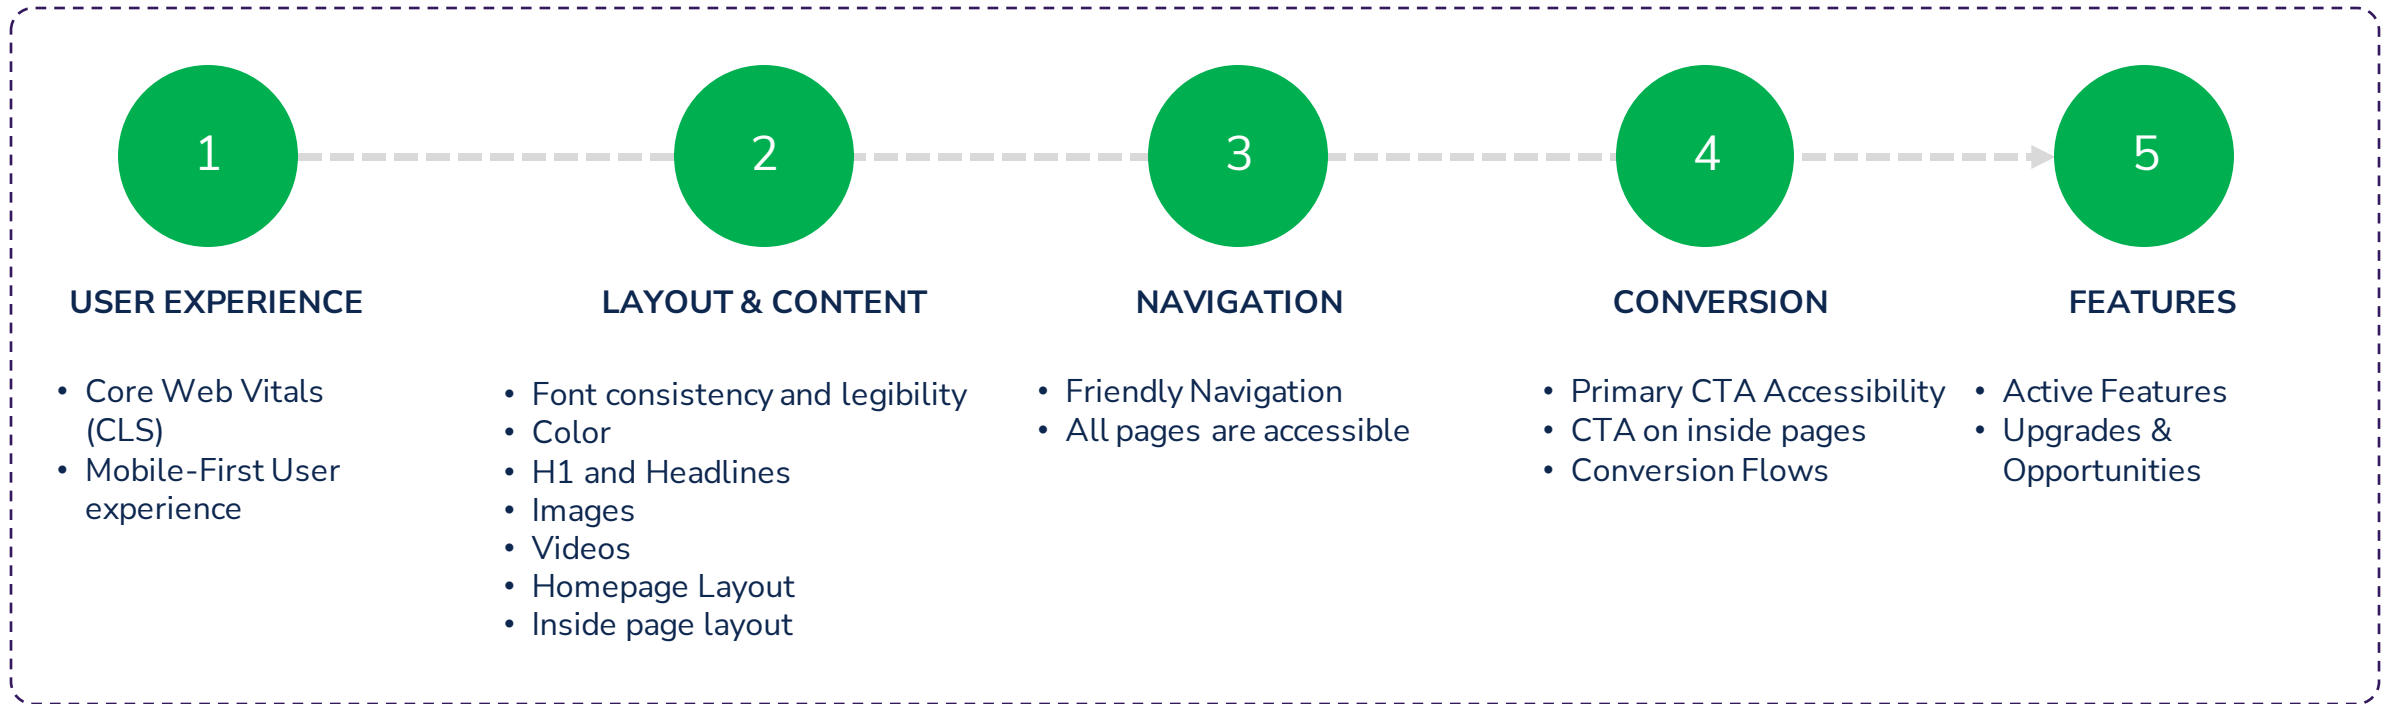 1
USER EXPERIENCE
• Core Web Vitals
(CLS)
• Mobile-First User
experience
2
LAYOUT & CONTENT
• Font consistency and legibility
• Color
• H1 and Headlines
• Images
• Videos
• Homepage Layout
• Inside page layout
3
NAVIGATION
• Friendly Navigation
• All pages are accessible
4
CONVERSION
• Primary CTA Accessibility
• CTA on inside pages
• Conversion Flows
5
FEATURES
• Active Features
• Upgrades &
Opportunities